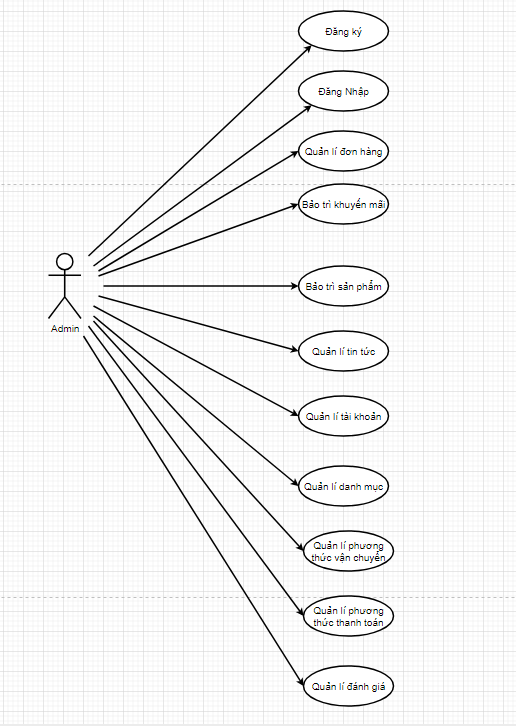 Đăng ký
Đăng Nhập
Quản lí đơn hàng
Bảo trì khuyến mãi
Bảo trì sản phẩm
Admin
Quản lí tin tức
Quản lí tài khoản
Quản lí danh mục
Quản lí phương
thức vận chuyển
Quản lí phương
thức thanh toán
Quản lí đánh giá